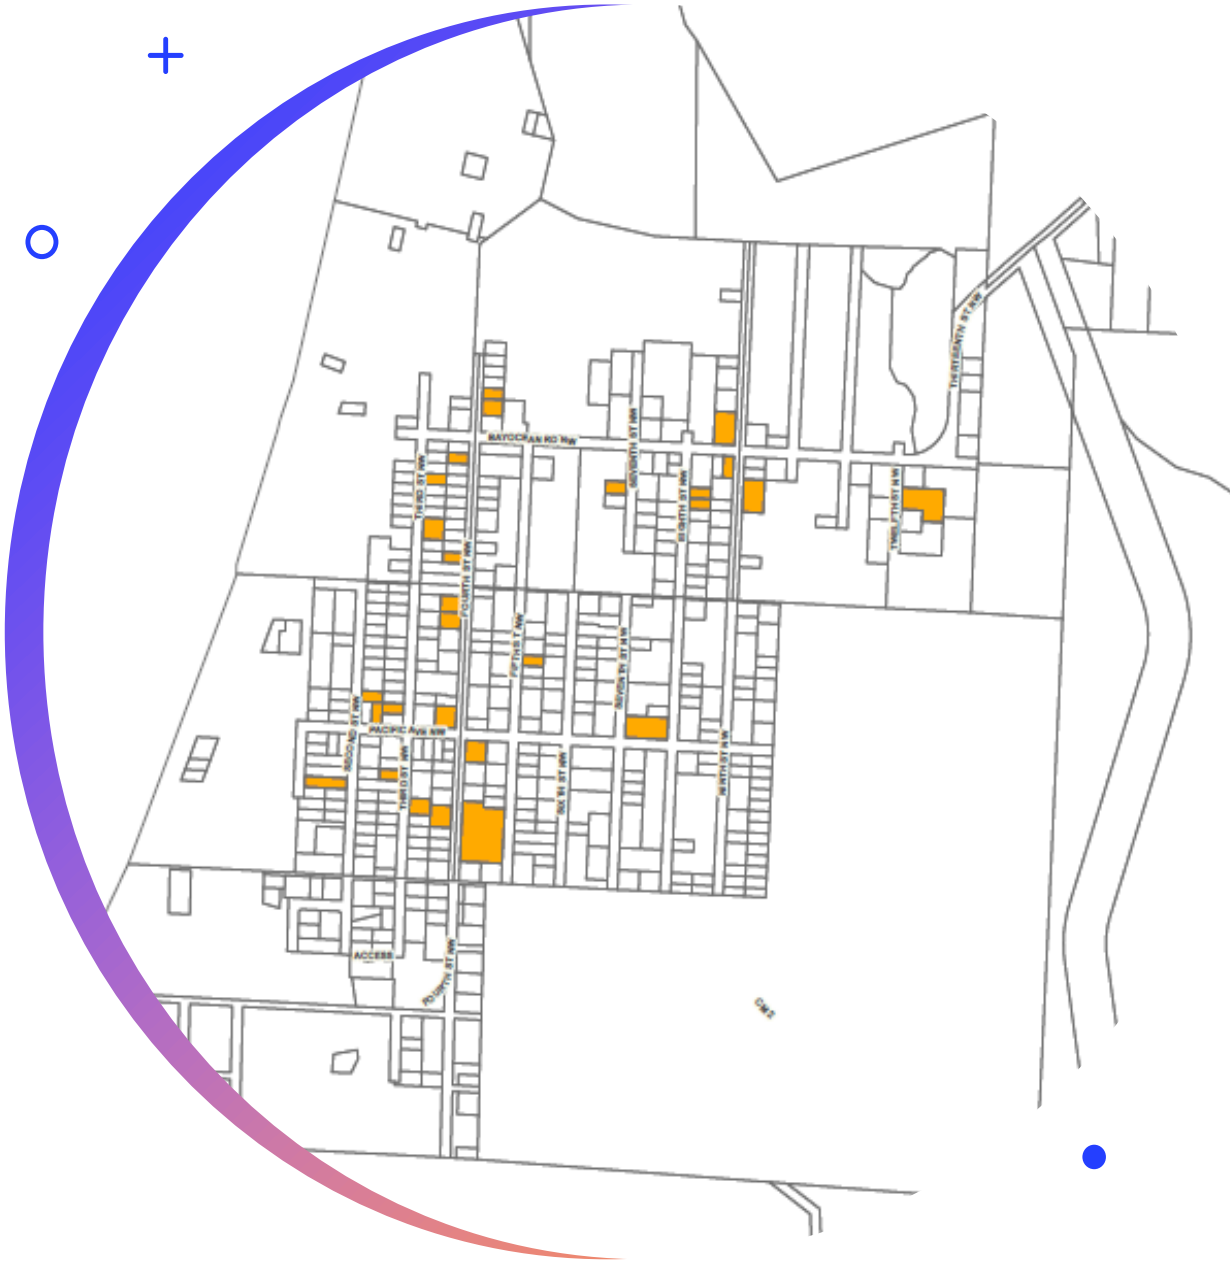 THIRTEENTH ST NW
BAYOCEAN RD NW
SEVENTH ST NW
THIRD ST NW
EIGHTH ST NW
TWELFTH ST NW
FOURTH ST NW
FIFTH ST NW
SEVENTH ST NW
SECOND ST NW
PACIFIC AVE NW
THIRD ST NW
SIXTH ST NW
NINTH ST NW
ACCESS
FOURTH ST NW